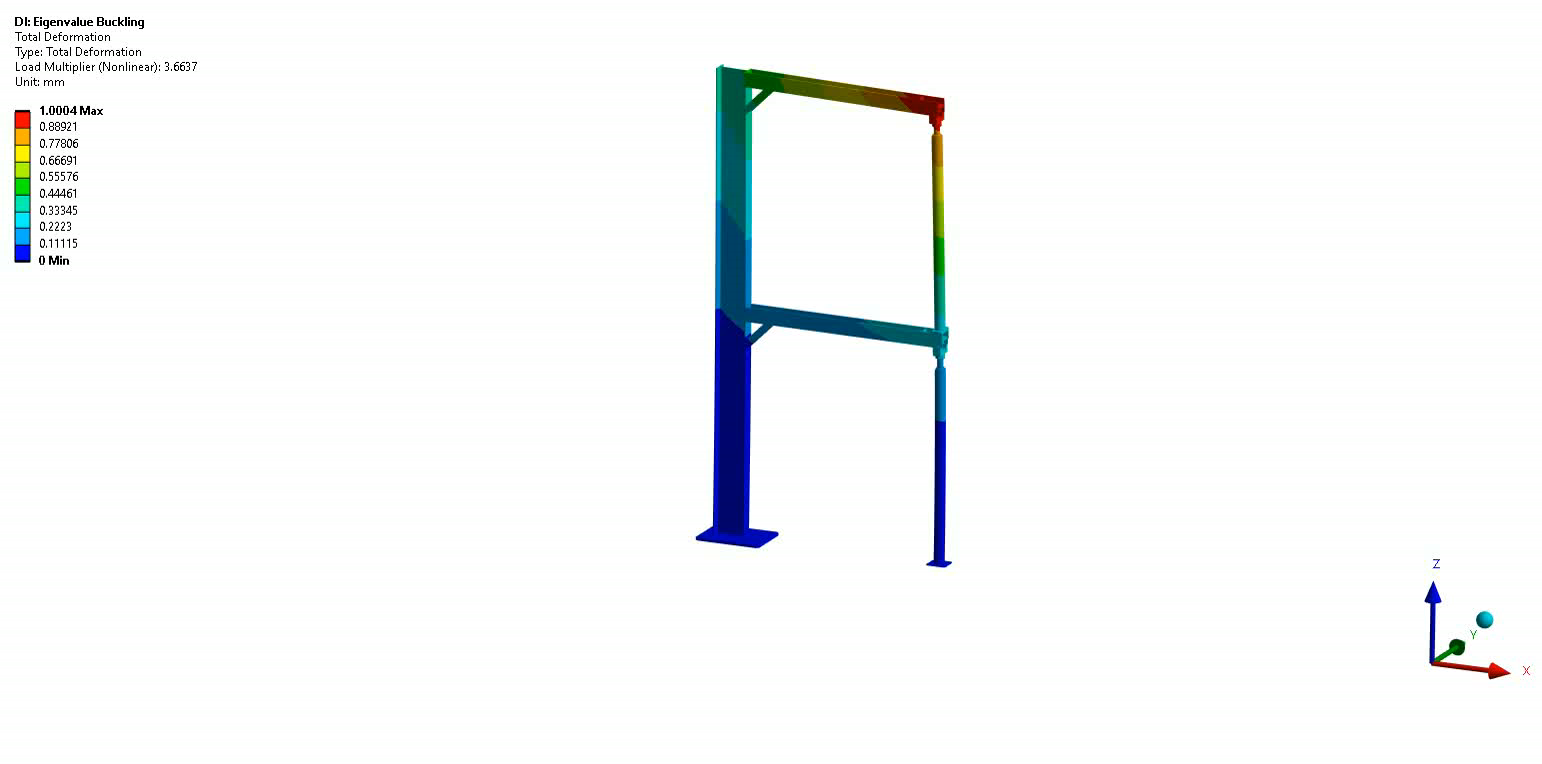 DI: Eigenvalue Buckling
Total Deformation
Type: Total Deformation
Load Multiplier (Nonlinear): 3.6637
Unit: mm
1.0004 Max
0.88921
0.77806
0.66691
0.55576
0.44461
0.33345
0.2223
0.11115
0 Min
Z
Y
X